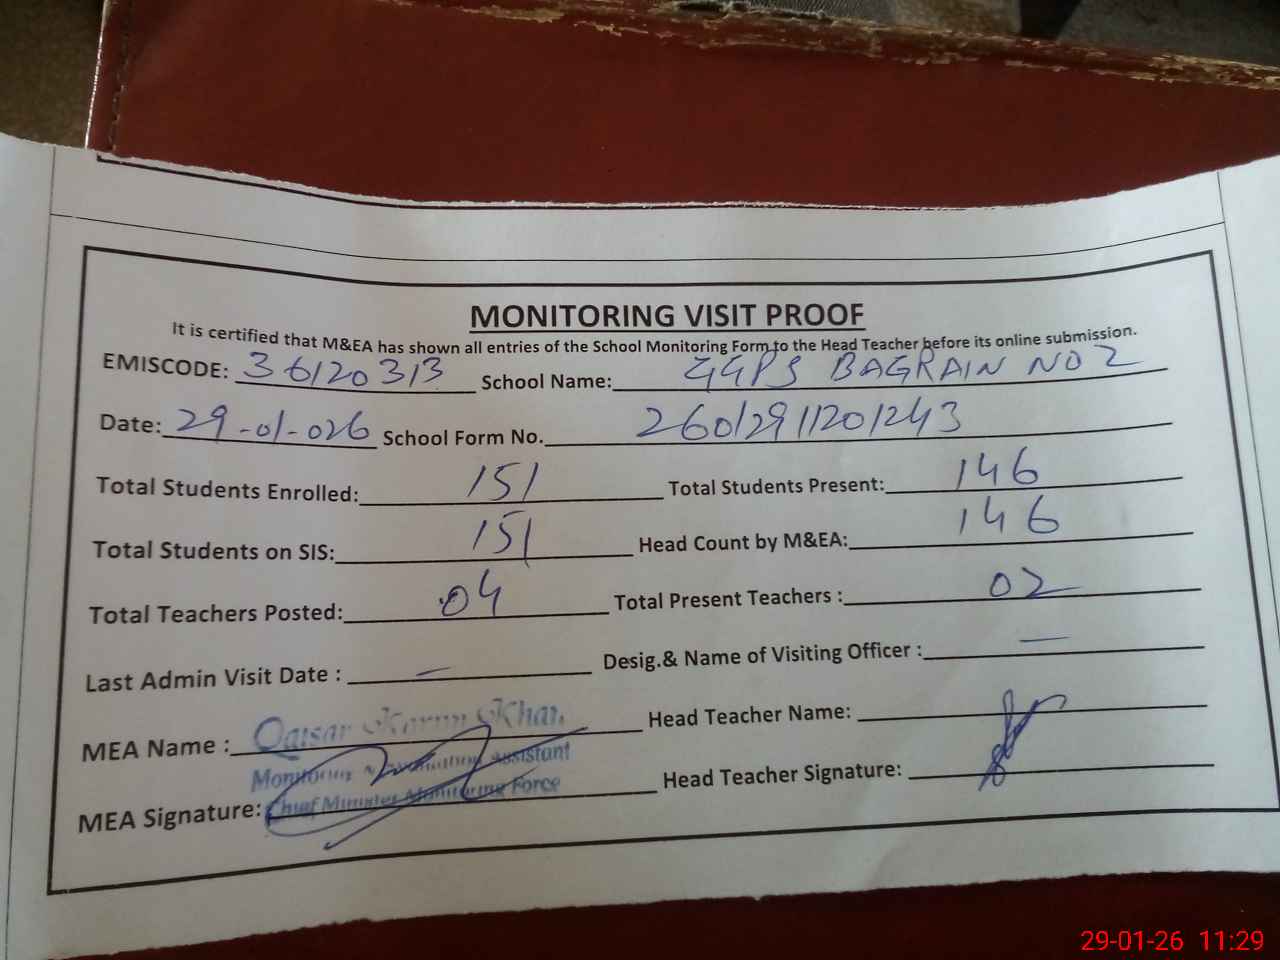 MONITORING VISIT PROOF
It is certified that M&EA has shown all entries of the School Monitoring Form to the Head Teacher before its online submission.
EMISCODE: 36120313 School Name: GGPS BAGRAIN NO 2
Date: 29-01-026 School Form No. 260/29/1/201243
Total Students Enrolled: 151 Total Students Present: 146
Total Students on SIS: 151 Head Count by M&EA: 146
Total Teachers Posted: 04 Total Present Teachers : 02
Last Admin Visit Date : — Desig.& Name of Visiting Officer : —
MEA Name : Qaisar Khan Head Teacher Name:
Monitoring & Evaluation Assistant
MEA Signature: Chief Minister Monitoring Force Head Teacher Signature:
29-01-26 11:29